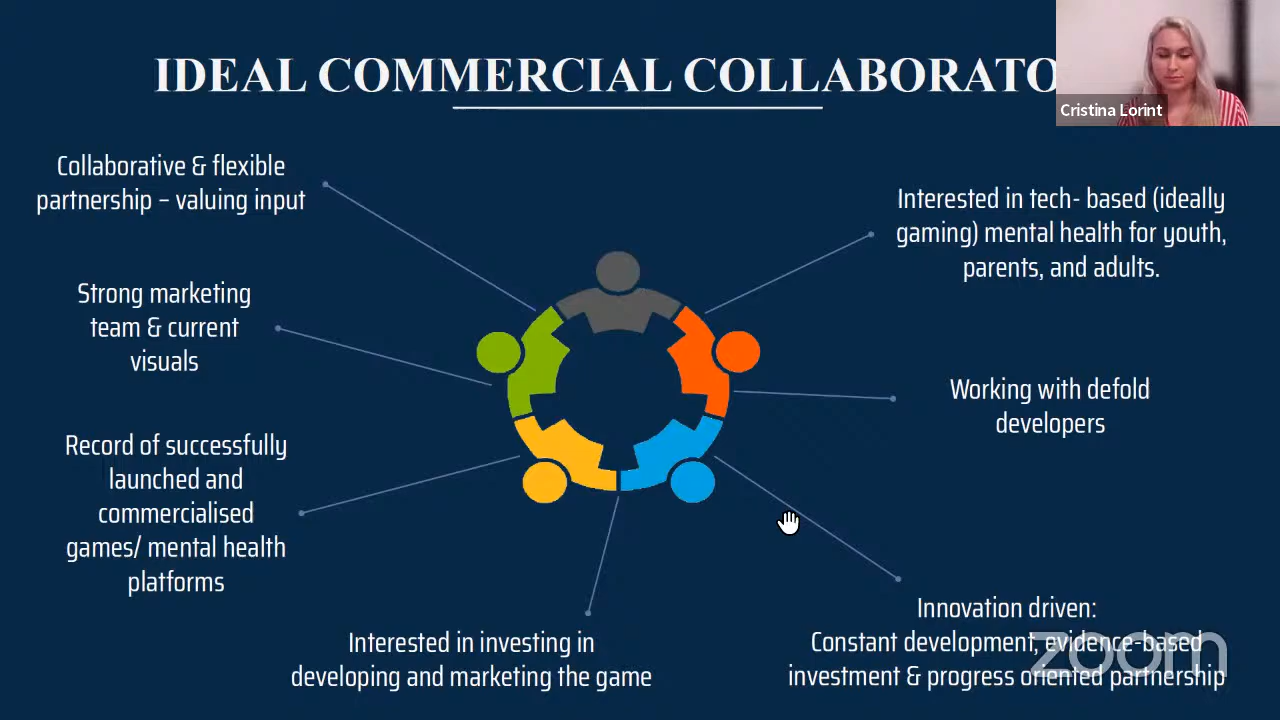 IDEAL COMMERCIAL COLLABORATO
Cristina Lorint
Collaborative & flexible
partnership – valuing input
Strong marketing
team & current
visuals
Record of successfully
launched and
commercialised
games/ mental health
platforms
Interested in investing in
developing and marketing the game
Interested in tech- based (ideally
gaming) mental health for youth,
parents, and adults.
Working with defold
developers
Innovation driven:
Constant development, evidence-based
investment & progress oriented partnership
zoom